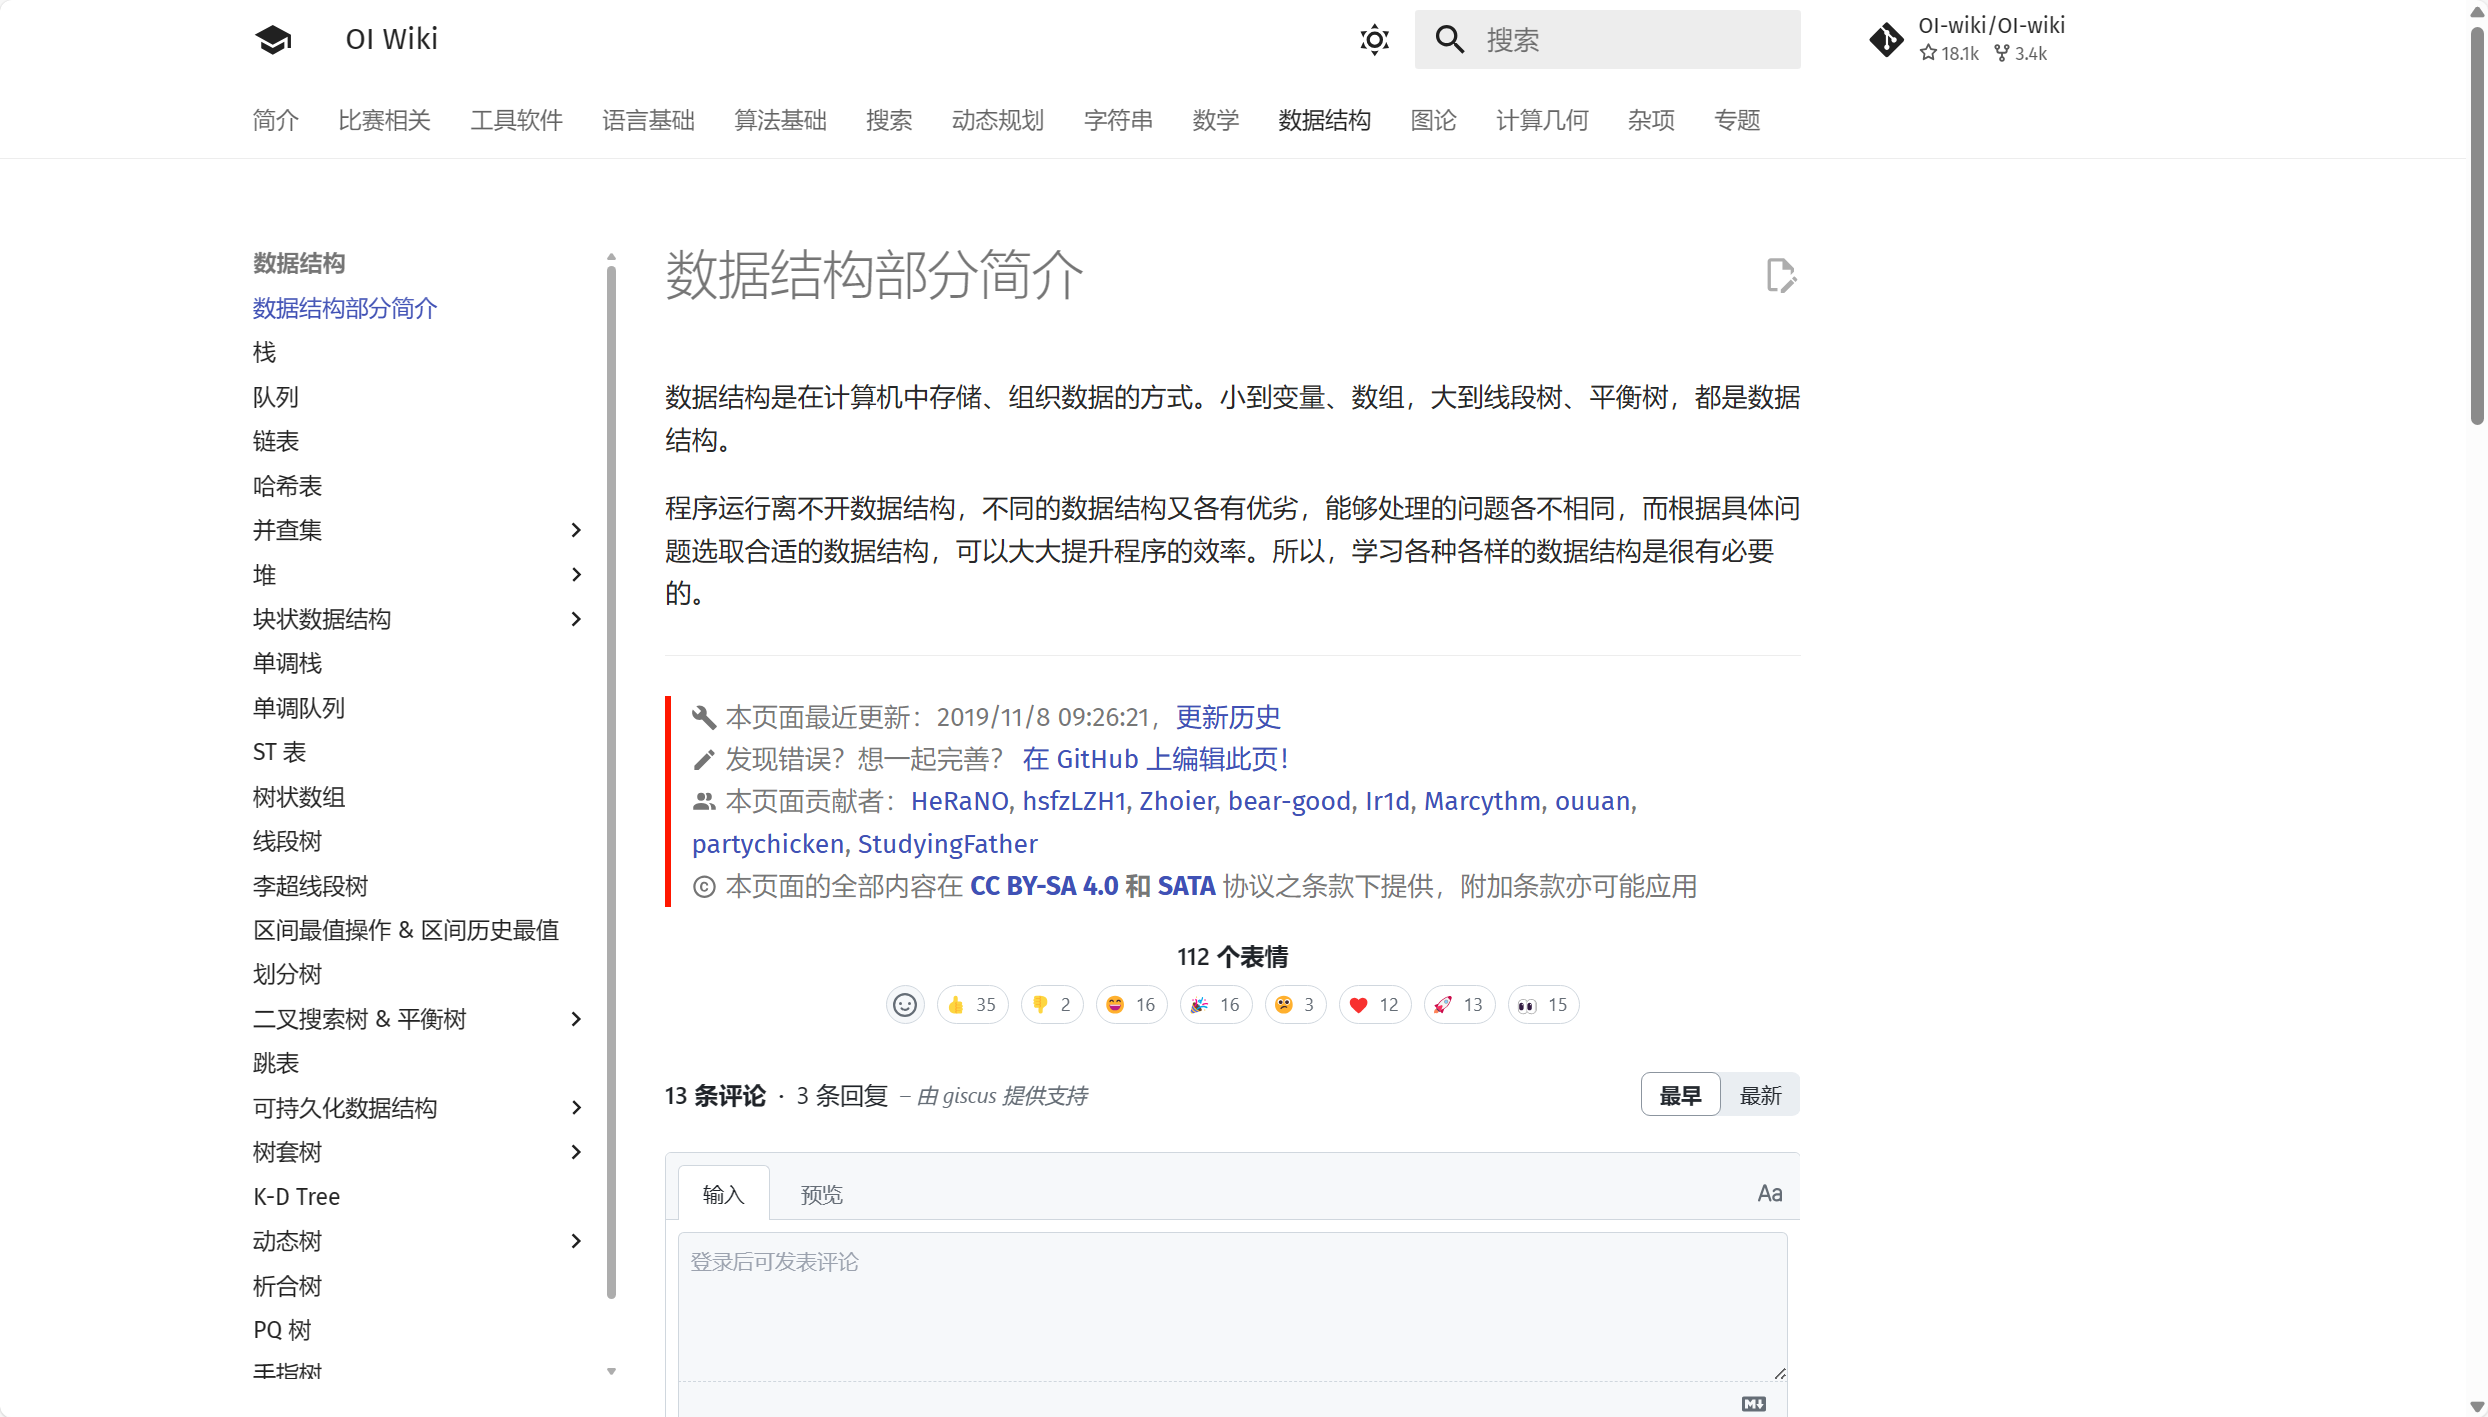 OI Wiki
搜索
OI-wiki/OI-wiki
18.1k 3.4k
简介 比赛相关 工具软件 语言基础 算法基础 搜索 动态规划 字符串 数学 数据结构 图论 计算几何 杂项 专题
数据结构
数据结构部分简介
栈
队列
链表
哈希表
并查集
堆
块状数据结构
单调栈
单调队列
ST 表
树状数组
线段树
李超线段树
区间最值操作 & 区间历史最值
划分树
二叉搜索树 & 平衡树
跳表
可持久化数据结构
树套树
K-D Tree
动态树
析合树
PQ 树
手指树
数据结构部分简介
数据结构是在计算机中存储、组织数据的方式。小到变量、数组，大到线段树、平衡树，都是数据
结构。
程序运行离不开数据结构，不同的数据结构又各有优劣，能够处理的问题各不相同，而根据具体问
题选取合适的数据结构，可以大大提升程序的效率。所以，学习各种各样的数据结构是很有必要
的。
本页面最近更新：2019/11/8 09:26:21，更新历史
发现错误？想一起完善？ 在 GitHub 上编辑此页！
本页面贡献者：HeRaNO, hsfzLZH1, Zhoier, bear-good, Ir1d, Marcythm, ouuan,
partychicken, StudyingFather
本页面的全部内容在 CC BY-SA 4.0 和 SATA 协议之条款下提供，附加条款亦可能应用
112 个表情
👍 35 👎 2 😄 16 🎉 16 😕 3 ❤️ 12 🚀 13 👀 15
13 条评论 · 3 条回复 – 由 giscus 提供支持
最早 最新
输入 预览 Aa
登录后可发表评论
M↓